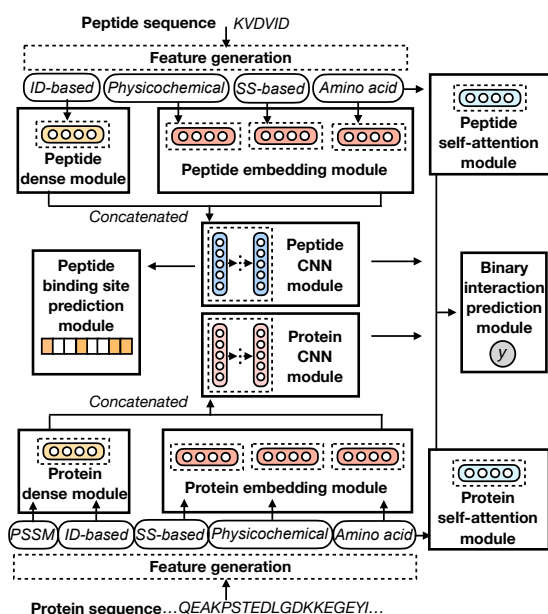 Peptide sequence KVDVID
Feature generation
ID-based Physicochemical SS-based Amino acid
Peptide
dense module
Peptide embedding module
Peptide
self-attention
module
Concatenated
Peptide
CNN
module
Peptide
binding site
prediction
module
Binary
interaction
prediction
module
y
Protein
CNN
module
Concatenated
Protein
dense module
Protein embedding module
Protein
self-attention
module
PSSM ID-based SS-based Physicochemical Amino acid
Feature generation
Protein sequence...QEAKPSTEDLGDKKEGEYI...